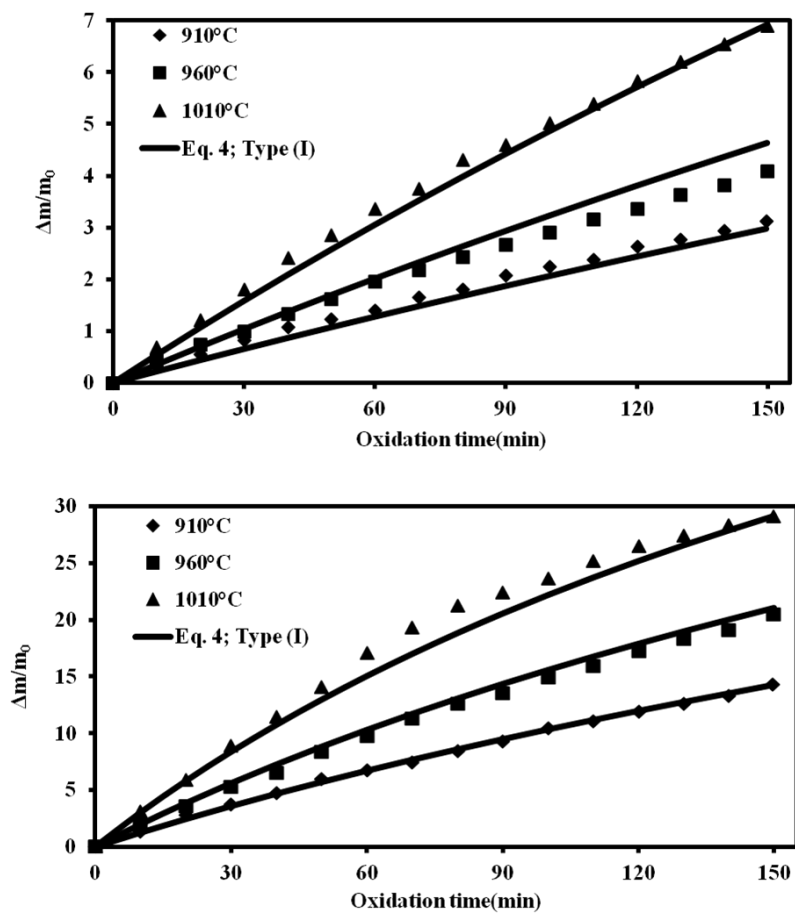 7
6
5
4
3
2
1
0
Δm/m₀
910°C
960°C
1010°C
Eq. 4; Type (I)
0 30 60 90 120 150
Oxidation time(min)
30
25
20
15
10
5
0
Δm/m₀
910°C
960°C
1010°C
Eq. 4; Type (I)
0 30 60 90 120 150
Oxidation time(min)